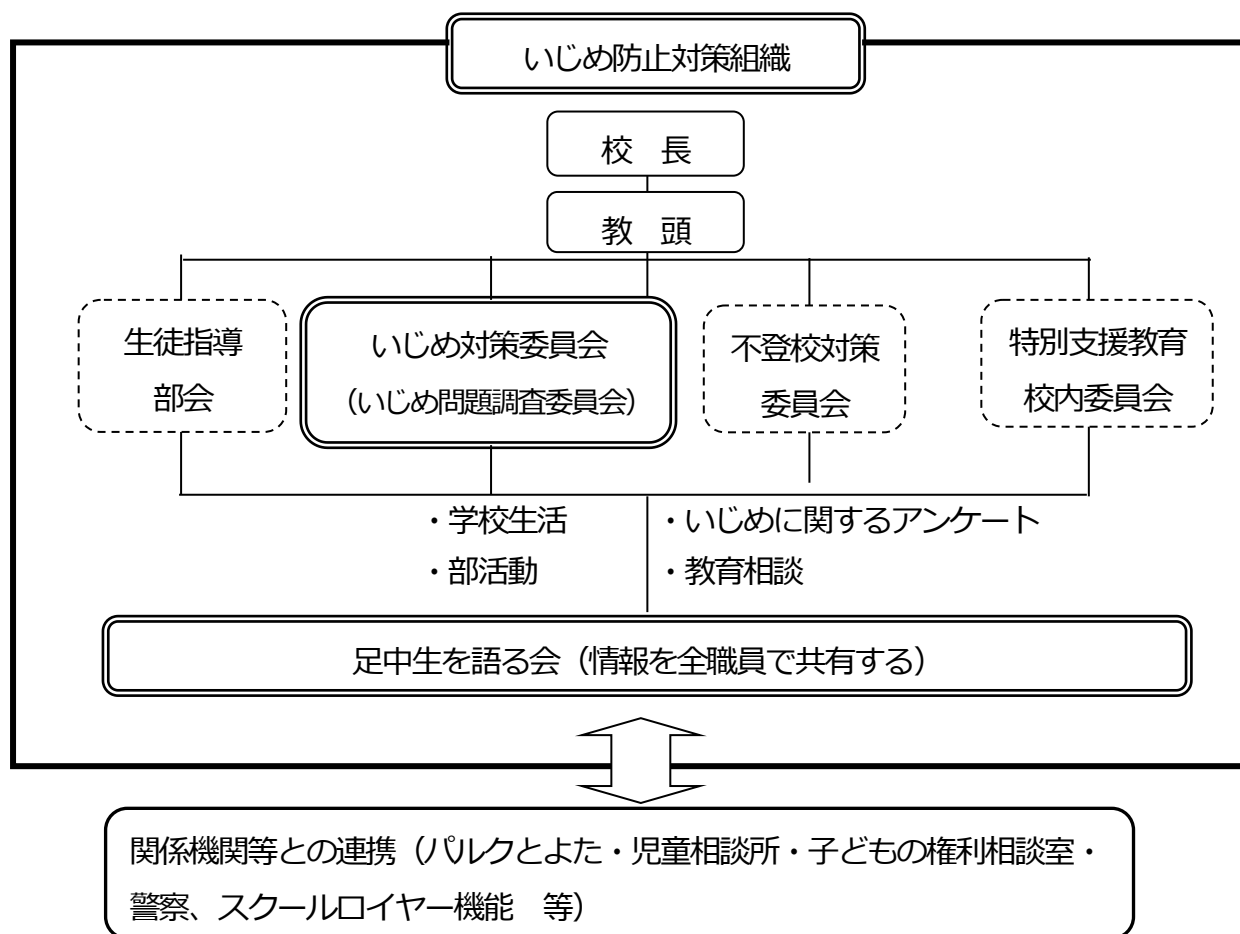 いじめ防止対策組織
校　長
教　頭
生徒指導
部会
いじめ対策委員会
（いじめ問題調査委員会）
不登校対策
委員会
特別支援教育
校内委員会
・学校生活
・部活動
・いじめに関するアンケート
・教育相談
足中生を語る会（情報を全職員で共有する）
関係機関等との連携（パルクとよた・児童相談所・子どもの権利相談室・
警察、スクールロイヤー機能　等）